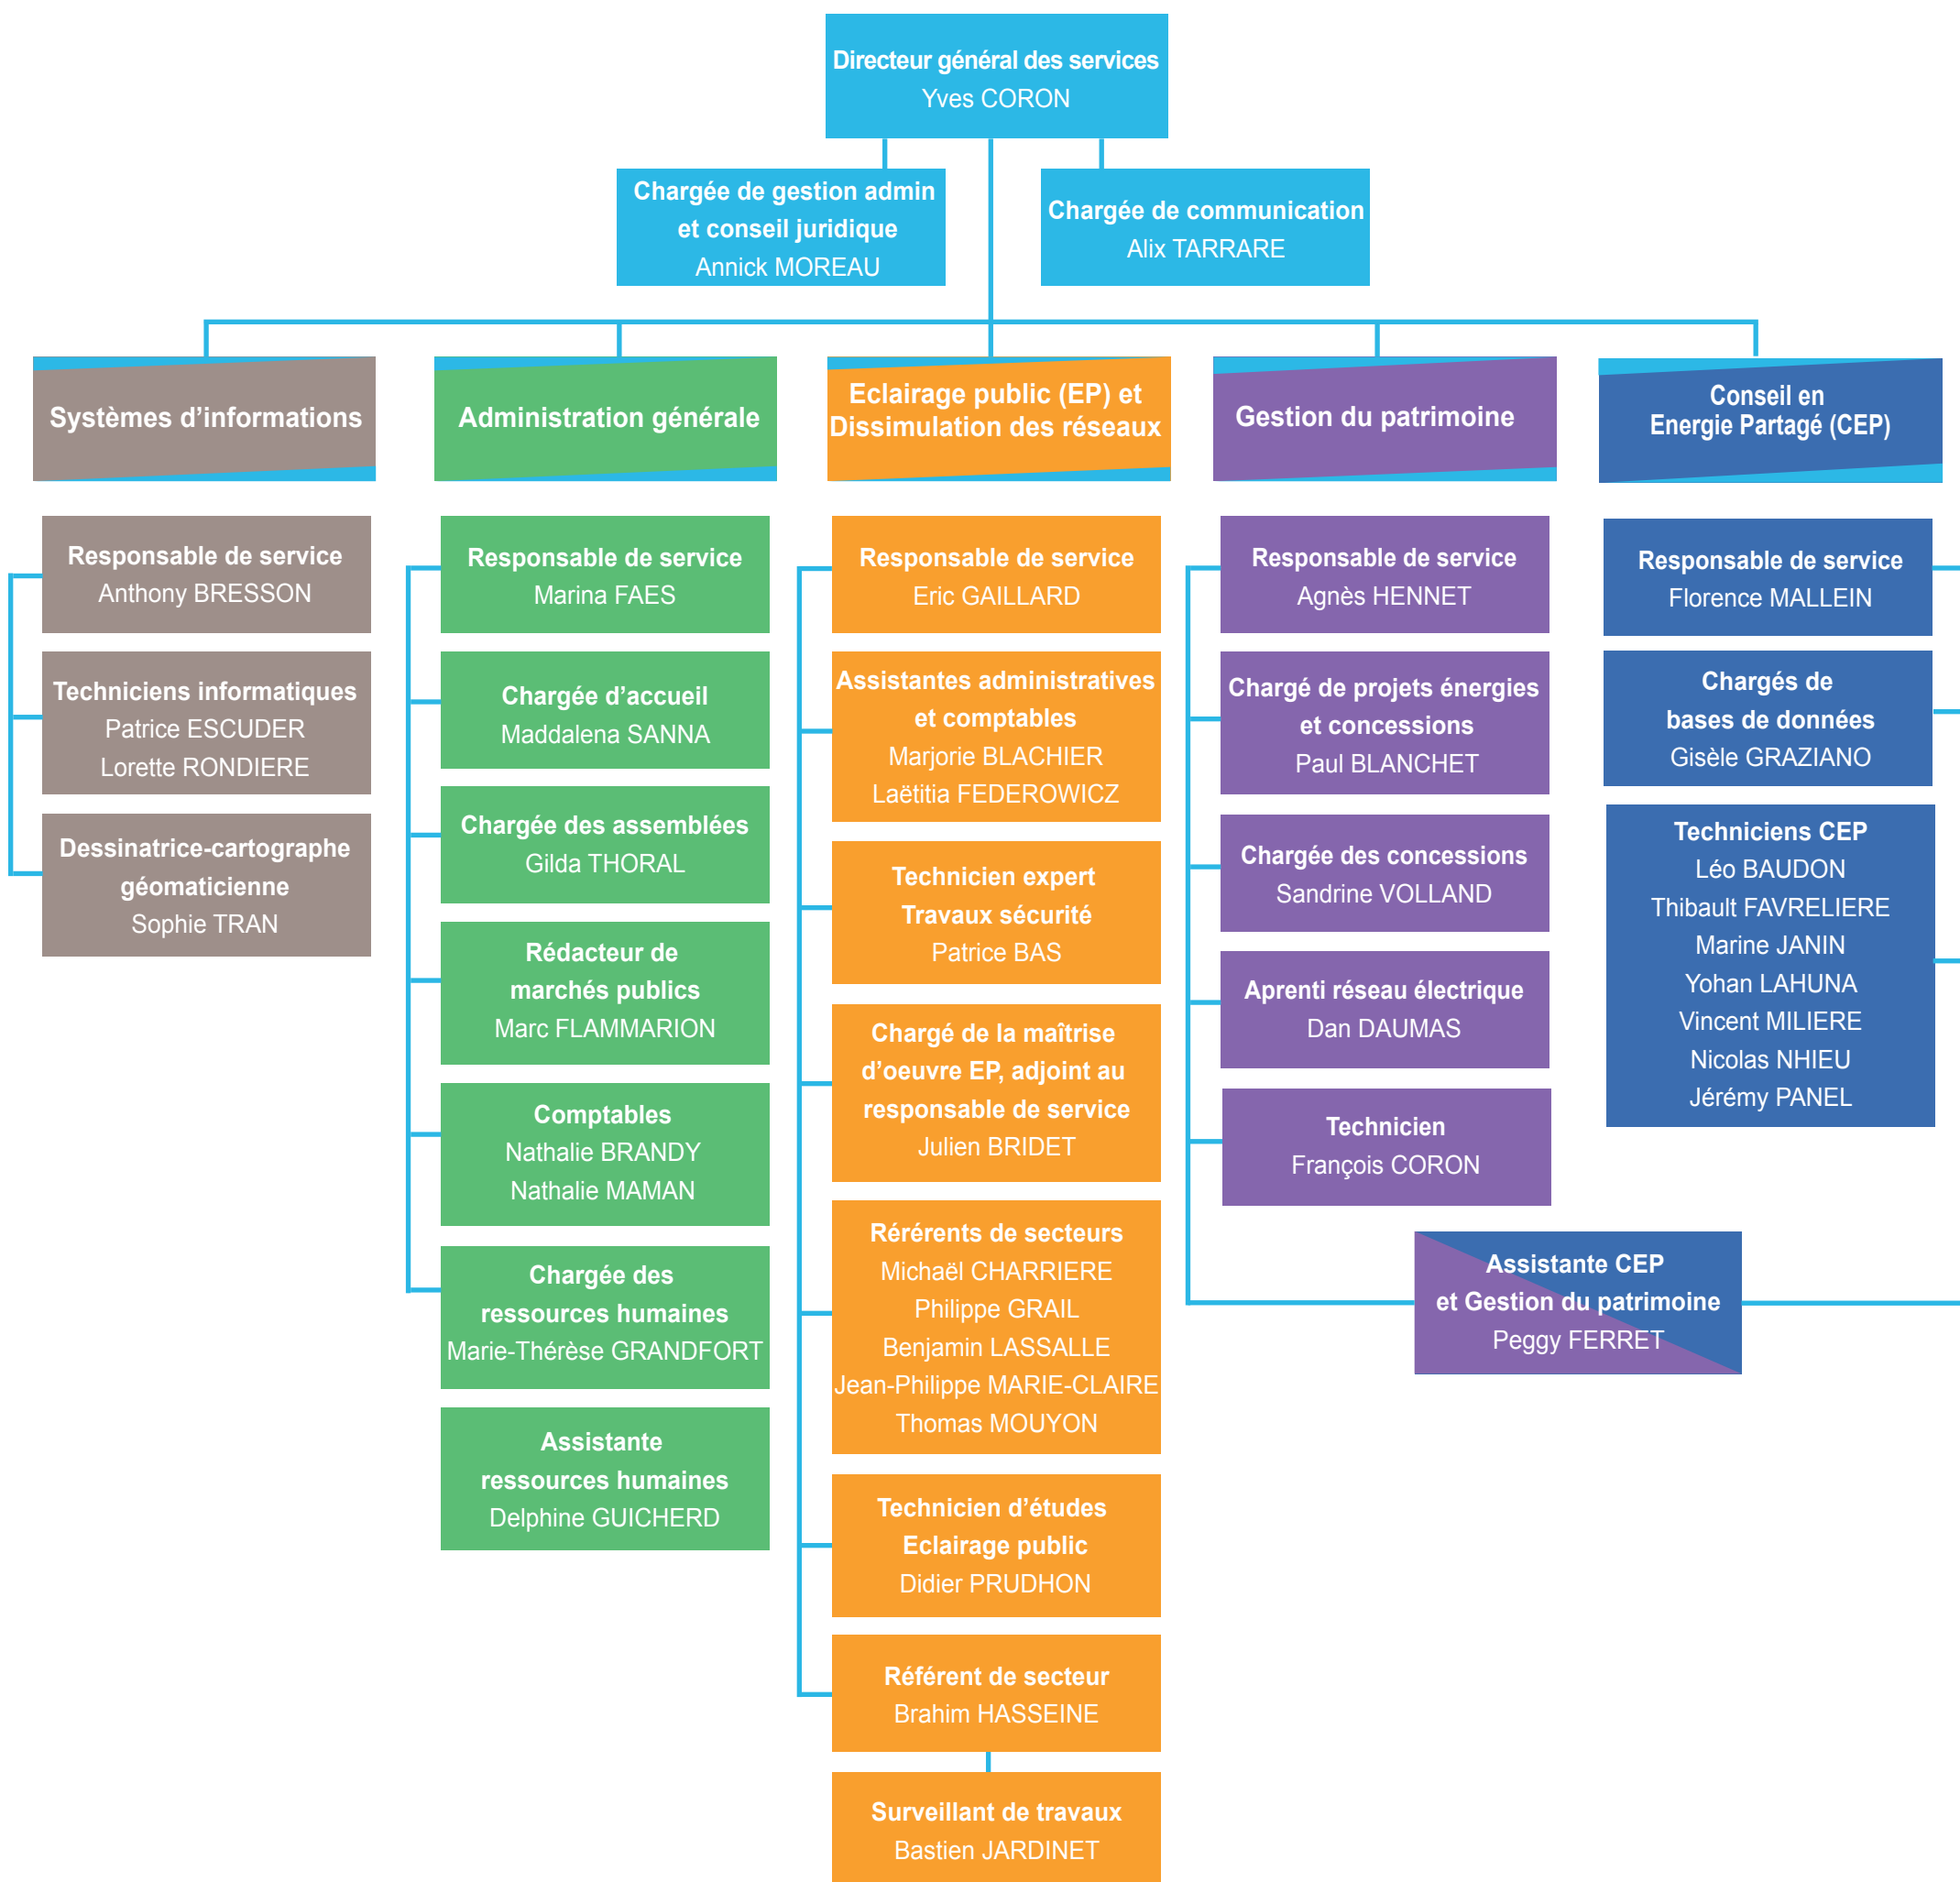 Directeur général des services
Yves CORON
Chargée de gestion admin
et conseil juridique
Annick MOREAU
Chargée de communication
Alix TARRARE
Systèmes d’informations
Administration générale
Eclairage public (EP) et
Dissimulation des réseaux
Gestion du patrimoine
Conseil en
Energie Partagé (CEP)
Responsable de service
Anthony BRESSON
Techniciens informatiques
Patrice ESCUDER
Lorette RONDIERE
Dessinatrice-cartographe
géomaticienne
Sophie TRAN
Responsable de service
Marina FAES
Chargée d’accueil
Maddalena SANNA
Chargée des assemblées
Gilda THORAL
Rédacteur de
marchés publics
Marc FLAMMARION
Comptables
Nathalie BRANDY
Nathalie MAMAN
Chargée des
ressources humaines
Marie-Thérèse GRANDFORT
Assistante
ressources humaines
Delphine GUICHERD
Responsable de service
Eric GAILLARD
Assistantes administratives
et comptables
Marjorie BLACHIER
Laëtitia FEDEROWICZ
Technicien expert
Travaux sécurité
Patrice BAS
Chargé de la maîtrise
d’oeuvre EP, adjoint au
responsable de service
Julien BRIDET
Rérérents de secteurs
Michaël CHARRIERE
Philippe GRAIL
Benjamin LASSALLE
Jean-Philippe MARIE-CLAIRE
Thomas MOUYON
Technicien d’études
Eclairage public
Didier PRUDHON
Référent de secteur
Brahim HASSEINE
Surveillant de travaux
Bastien JARDINET
Responsable de service
Agnès HENNET
Chargé de projets énergies
et concessions
Paul BLANCHET
Chargée des concessions
Sandrine VOLLAND
Aprenti réseau électrique
Dan DAUMAS
Technicien
François CORON
Assistante CEP
et Gestion du patrimoine
Peggy FERRET
Responsable de service
Florence MALLEIN
Chargés de
bases de données
Gisèle GRAZIANO
Techniciens CEP
Léo BAUDON
Thibault FAVRELIERE
Marine JANIN
Yohan LAHUNA
Vincent MILIERE
Nicolas NHIEU
Jérémy PANEL